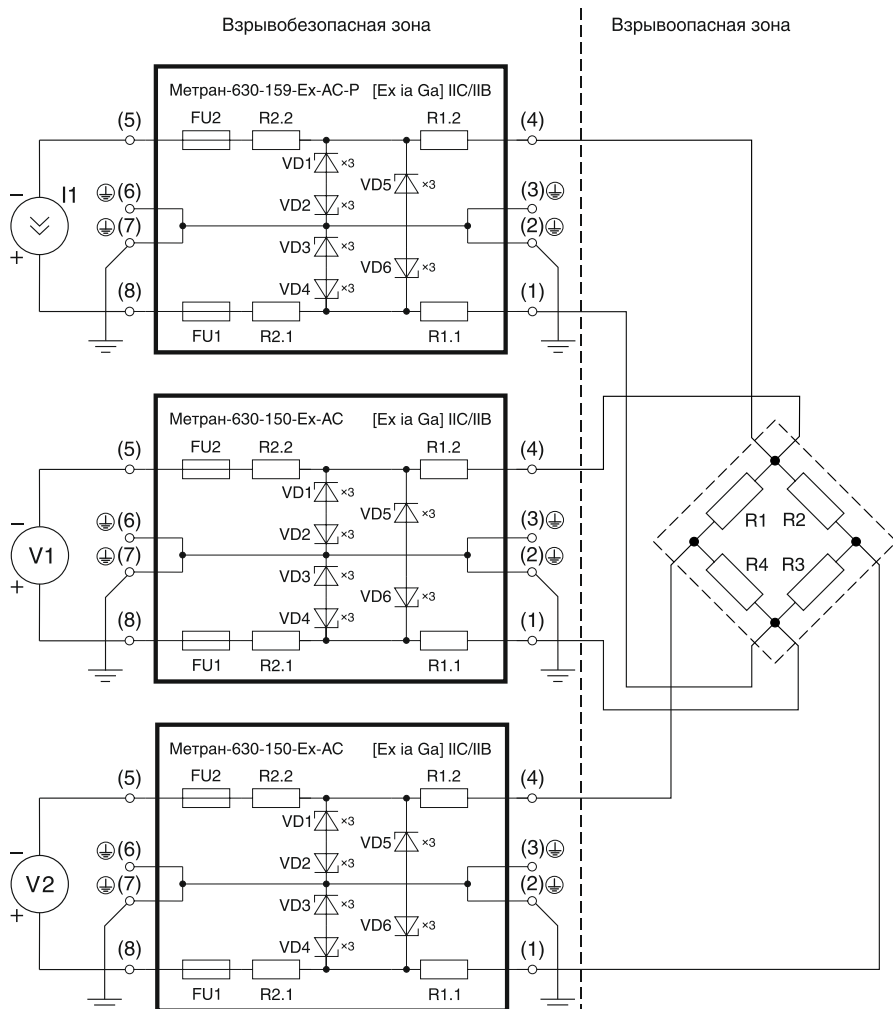 Взрывобезопасная зона
Взрывоопасная зона
Метран-630-159-Ex-AC-P [Ex ia Ga] IIC/IIB
(5) FU2 R2.2 R1.2 (4)
VD1 ×3
VD5 ×3
(6) (3)
I1
VD2 ×3
(7) (2)
VD3 ×3
VD6 ×3
VD4 ×3
(8) (1)
FU1 R2.1 R1.1
− +
Метран-630-150-Ex-AC [Ex ia Ga] IIC/IIB
(5) FU2 R2.2 R1.2 (4)
VD1 ×3
VD5 ×3
(6) (3)
VD2 ×3
V1
(7) (2)
VD3 ×3
VD6 ×3
VD4 ×3
(8) (1)
FU1 R2.1 R1.1
− +
R1 R2
R4 R3
Метран-630-150-Ex-AC [Ex ia Ga] IIC/IIB
(5) FU2 R2.2 R1.2 (4)
VD1 ×3
VD5 ×3
(6) (3)
VD2 ×3
V2
(7) (2)
VD3 ×3
VD6 ×3
VD4 ×3
(8) (1)
FU1 R2.1 R1.1
− +